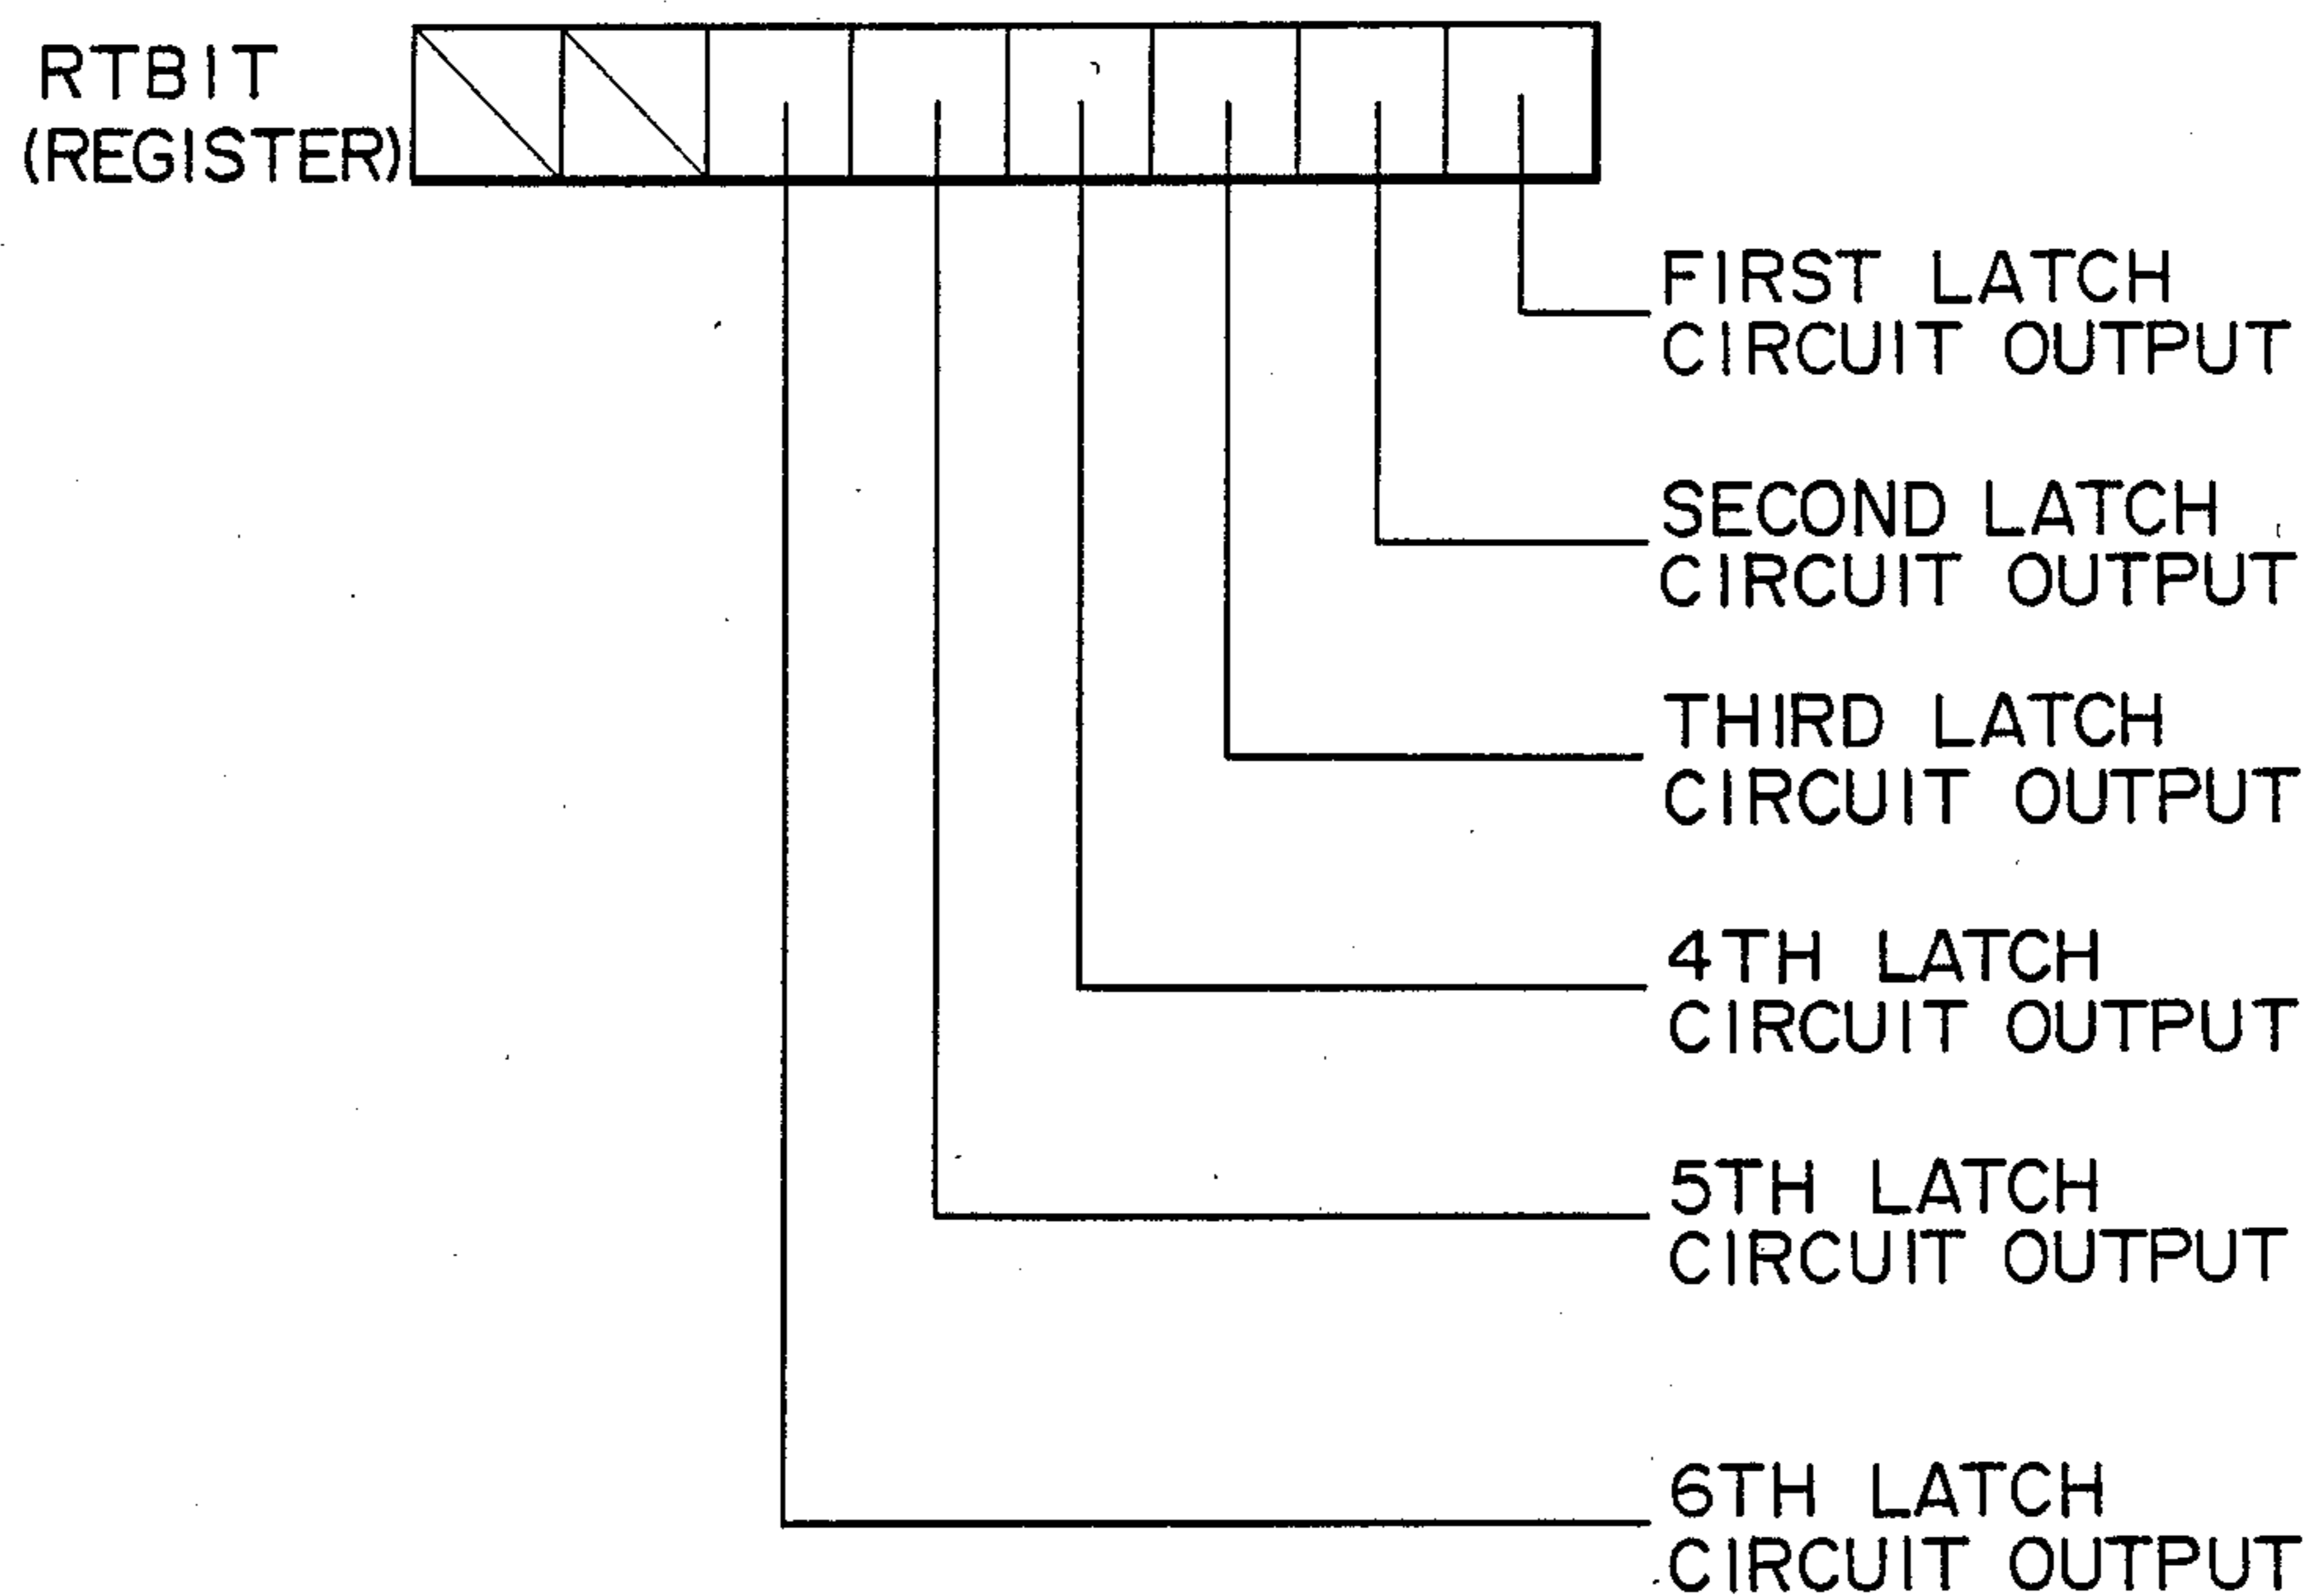 RTBIT
(REGISTER)
FIRST LATCH
CIRCUIT OUTPUT
SECOND LATCH
CIRCUIT OUTPUT
THIRD LATCH
CIRCUIT OUTPUT
4TH LATCH
CIRCUIT OUTPUT
5TH LATCH
CIRCUIT OUTPUT
6TH LATCH
CIRCUIT OUTPUT